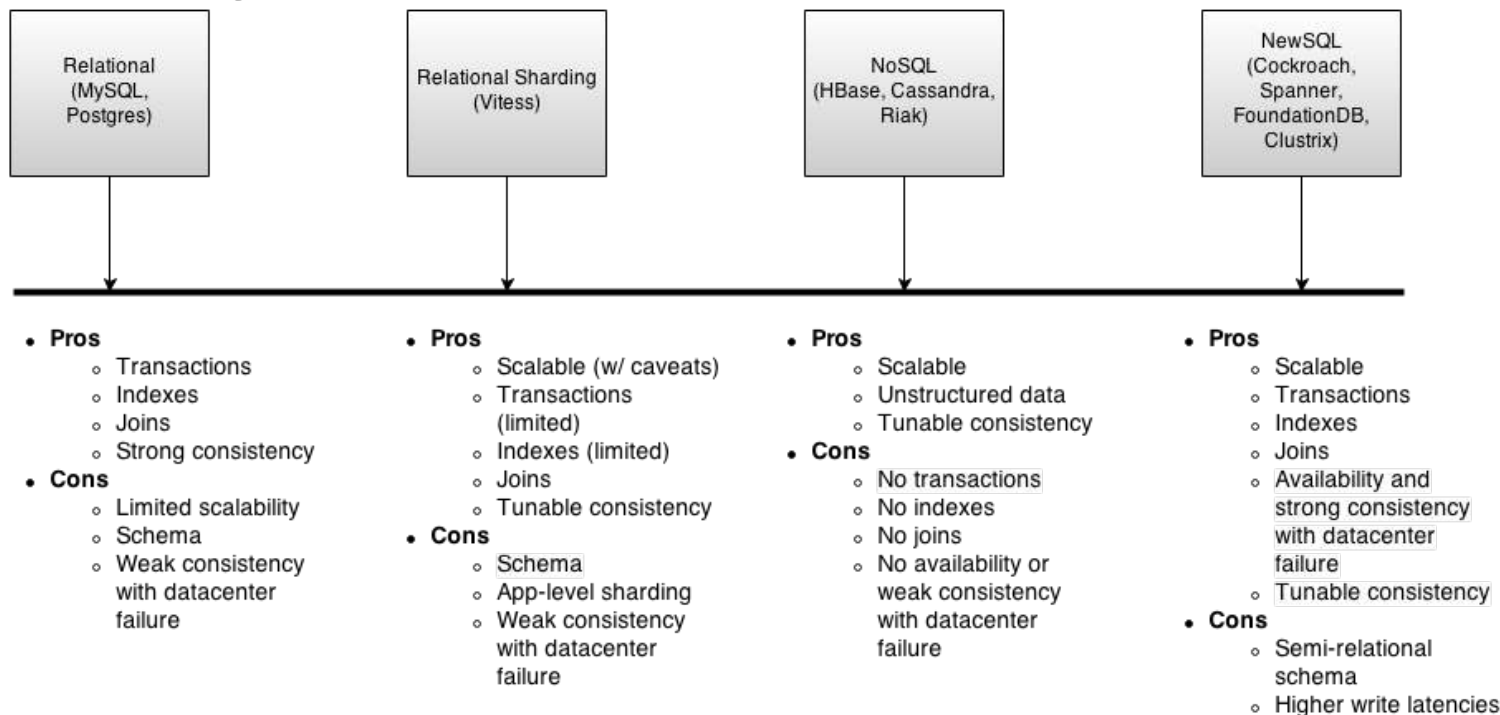 Relational
(MySQL,
Postgres)
Relational Sharding
(Vitess)
NoSQL
(HBase, Cassandra,
Riak)
NewSQL
(Cockroach,
Spanner,
FoundationDB,
Clustrix)
• Pros
◦ Transactions
◦ Indexes
◦ Joins
◦ Strong consistency
• Cons
◦ Limited scalability
◦ Schema
◦ Weak consistency
with datacenter
failure
• Pros
◦ Scalable (w/ caveats)
◦ Transactions
(limited)
◦ Indexes (limited)
◦ Joins
◦ Tunable consistency
• Cons
◦ Schema
◦ App-level sharding
◦ Weak consistency
with datacenter
failure
• Pros
◦ Scalable
◦ Unstructured data
◦ Tunable consistency
• Cons
◦ No transactions
◦ No indexes
◦ No joins
◦ No availability or
weak consistency
with datacenter
failure
• Pros
◦ Scalable
◦ Transactions
◦ Indexes
◦ Joins
◦ Availability and
strong consistency
with datacenter
failure
◦ Tunable consistency
• Cons
◦ Semi-relational
schema
◦ Higher write latencies